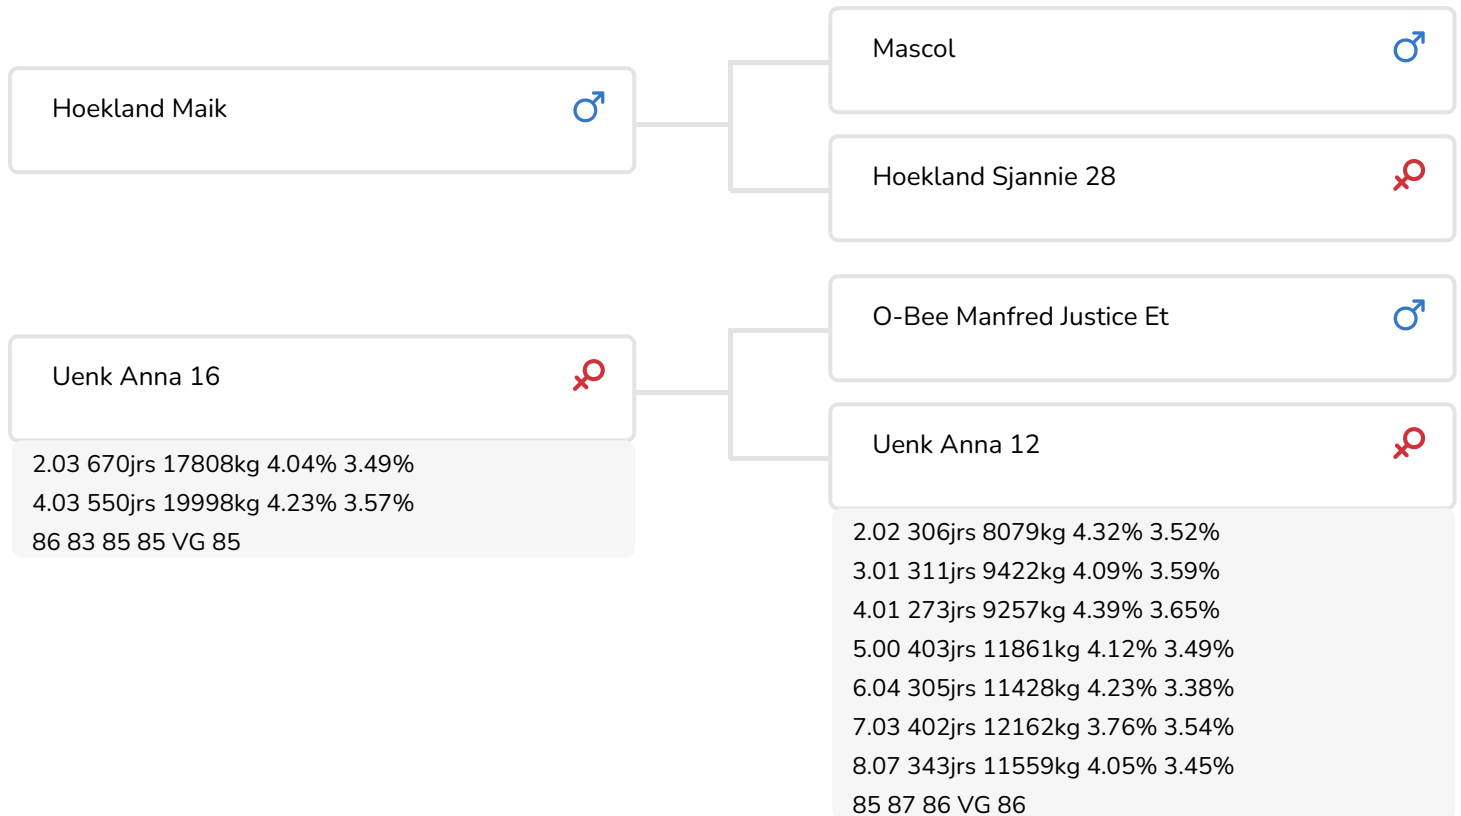 Hoekland Maik
Mascol
Hoekland Sjannie 28
Uenk Anna 16
2.03 670jrs 17808kg 4.04% 3.49%
4.03 550jrs 19998kg 4.23% 3.57%
86 83 85 85 VG 85
O-Bee Manfred Justice Et
Uenk Anna 12
2.02 306jrs 8079kg 4.32% 3.52%
3.01 311jrs 9422kg 4.09% 3.59%
4.01 273jrs 9257kg 4.39% 3.65%
5.00 403jrs 11861kg 4.12% 3.49%
6.04 305jrs 11428kg 4.23% 3.38%
7.03 402jrs 12162kg 3.76% 3.54%
8.07 343jrs 11559kg 4.05% 3.45%
85 87 86 VG 86